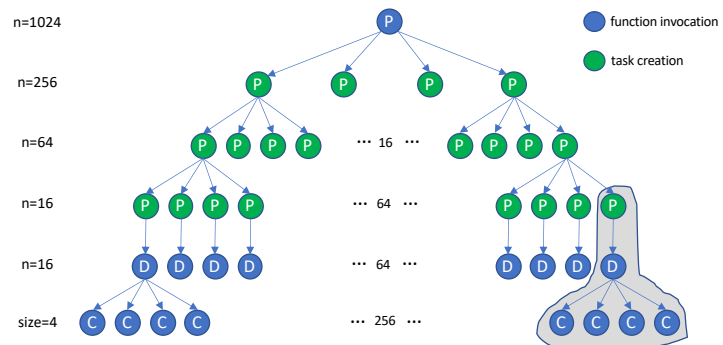 n=1024 P function invocation
task creation
n=256 P P P P
n=64 P P P P ··· 16 ··· P P P P
n=16 P P P P ··· 64 ··· P P P P
n=16 D D D D ··· 64 ··· D D D D
size=4 C C C C ··· 256 ··· C C C C